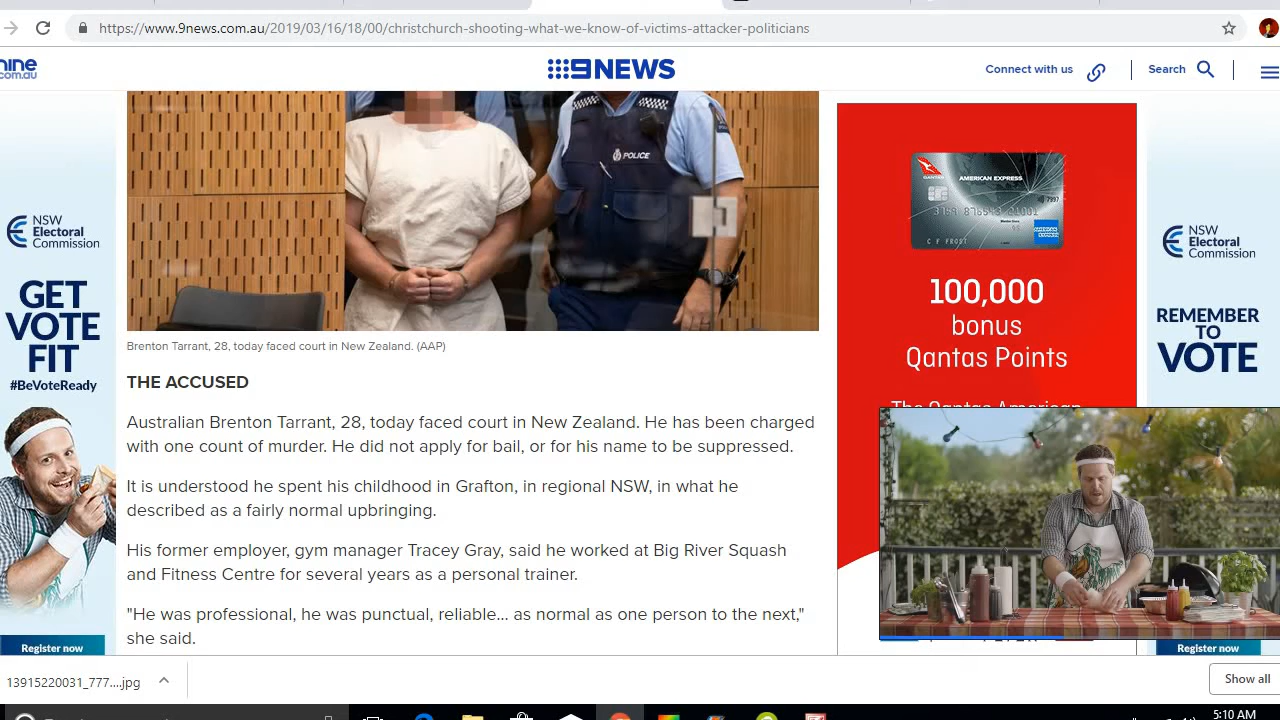 https://www.9news.com.au/2019/03/16/18/00/christchurch-shooting-what-we-know-of-victims-attacker-politicians
nine
.com.au
9NEWS
Connect with us
Search
POLICE
Brenton Tarrant, 28, today faced court in New Zealand. (AAP)
THE ACCUSED
Australian Brenton Tarrant, 28, today faced court in New Zealand. He has been charged
with one count of murder. He did not apply for bail, or for his name to be suppressed.
It is understood he spent his childhood in Grafton, in regional NSW, in what he
described as a fairly normal upbringing.
His former employer, gym manager Tracey Gray, said he worked at Big River Squash
and Fitness Centre for several years as a personal trainer.
"He was professional, he was punctual, reliable... as normal as one person to the next,"
she said.
NSW
Electoral
Commission
GET
VOTE
FIT
#BeVoteReady
Register now
AMERICAN EXPRESS
C F FROST
100,000
bonus
Qantas Points
The Qantas American
NSW
Electoral
Commission
REMEMBER
TO
VOTE
Register now
13915220031_777....jpg
Show all
5:10 AM